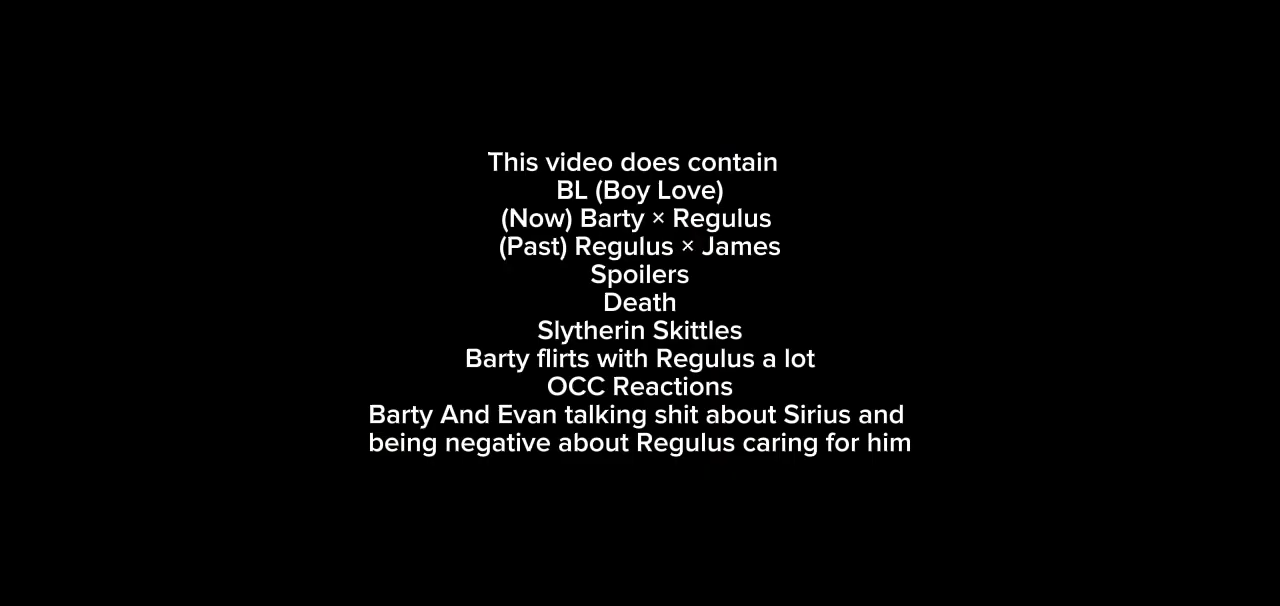 This video does contain
BL (Boy Love)
(Now) Barty × Regulus
(Past) Regulus × James
Spoilers
Death
Slytherin Skittles
Barty flirts with Regulus a lot
OCC Reactions
Barty And Evan talking shit about Sirius and
being negative about Regulus caring for him